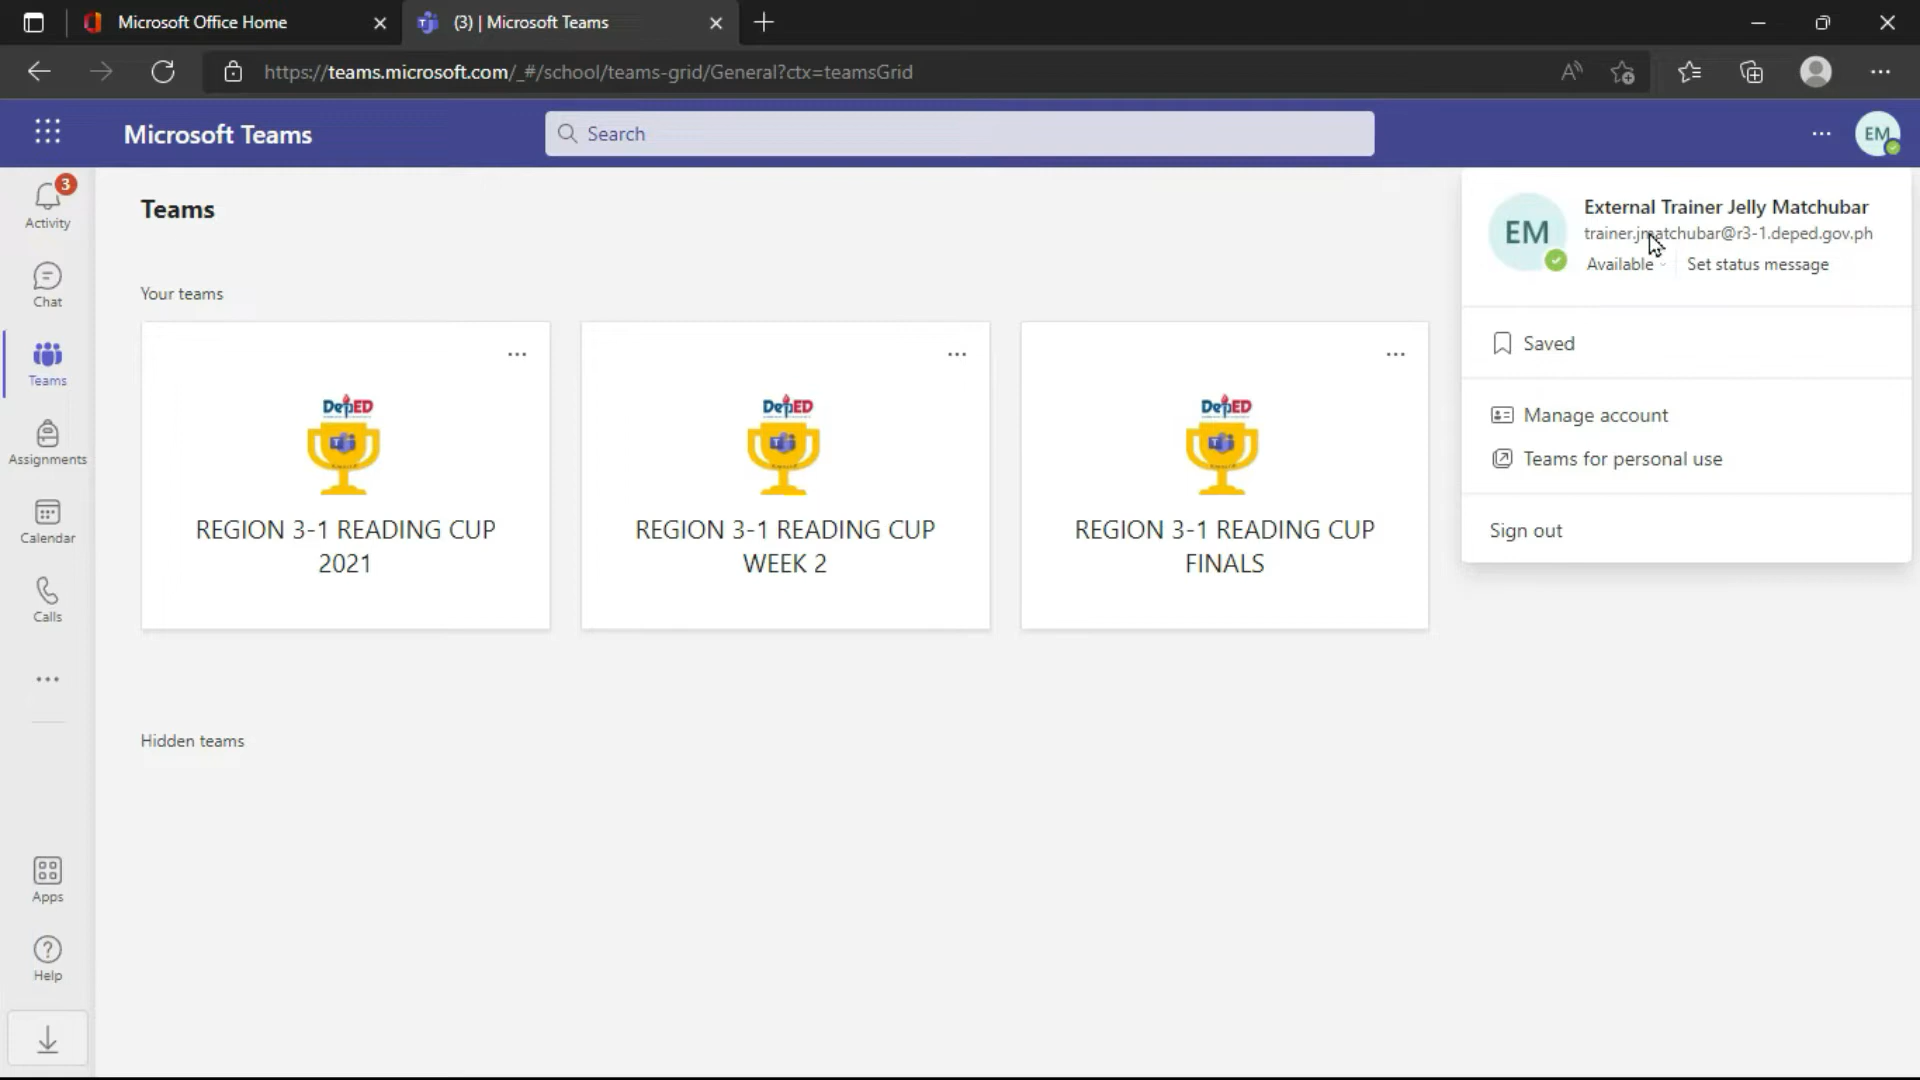 Microsoft Office Home
(3) | Microsoft Teams
https://teams.microsoft.com/_#/school/teams-grid/General?ctx=teamsGrid
Microsoft Teams
Search
EM
3
Activity
Chat
Teams
Assignments
Calendar
Calls
Apps
Help
Teams
Your teams
DepED
REGION 3-1 READING CUP
2021
DepED
REGION 3-1 READING CUP
WEEK 2
DepED
REGION 3-1 READING CUP
FINALS
Hidden teams
EM
External Trainer Jelly Matchubar
trainer.jmatchubar@r3-1.deped.gov.ph
Available
Set status message
Saved
Manage account
Teams for personal use
Sign out